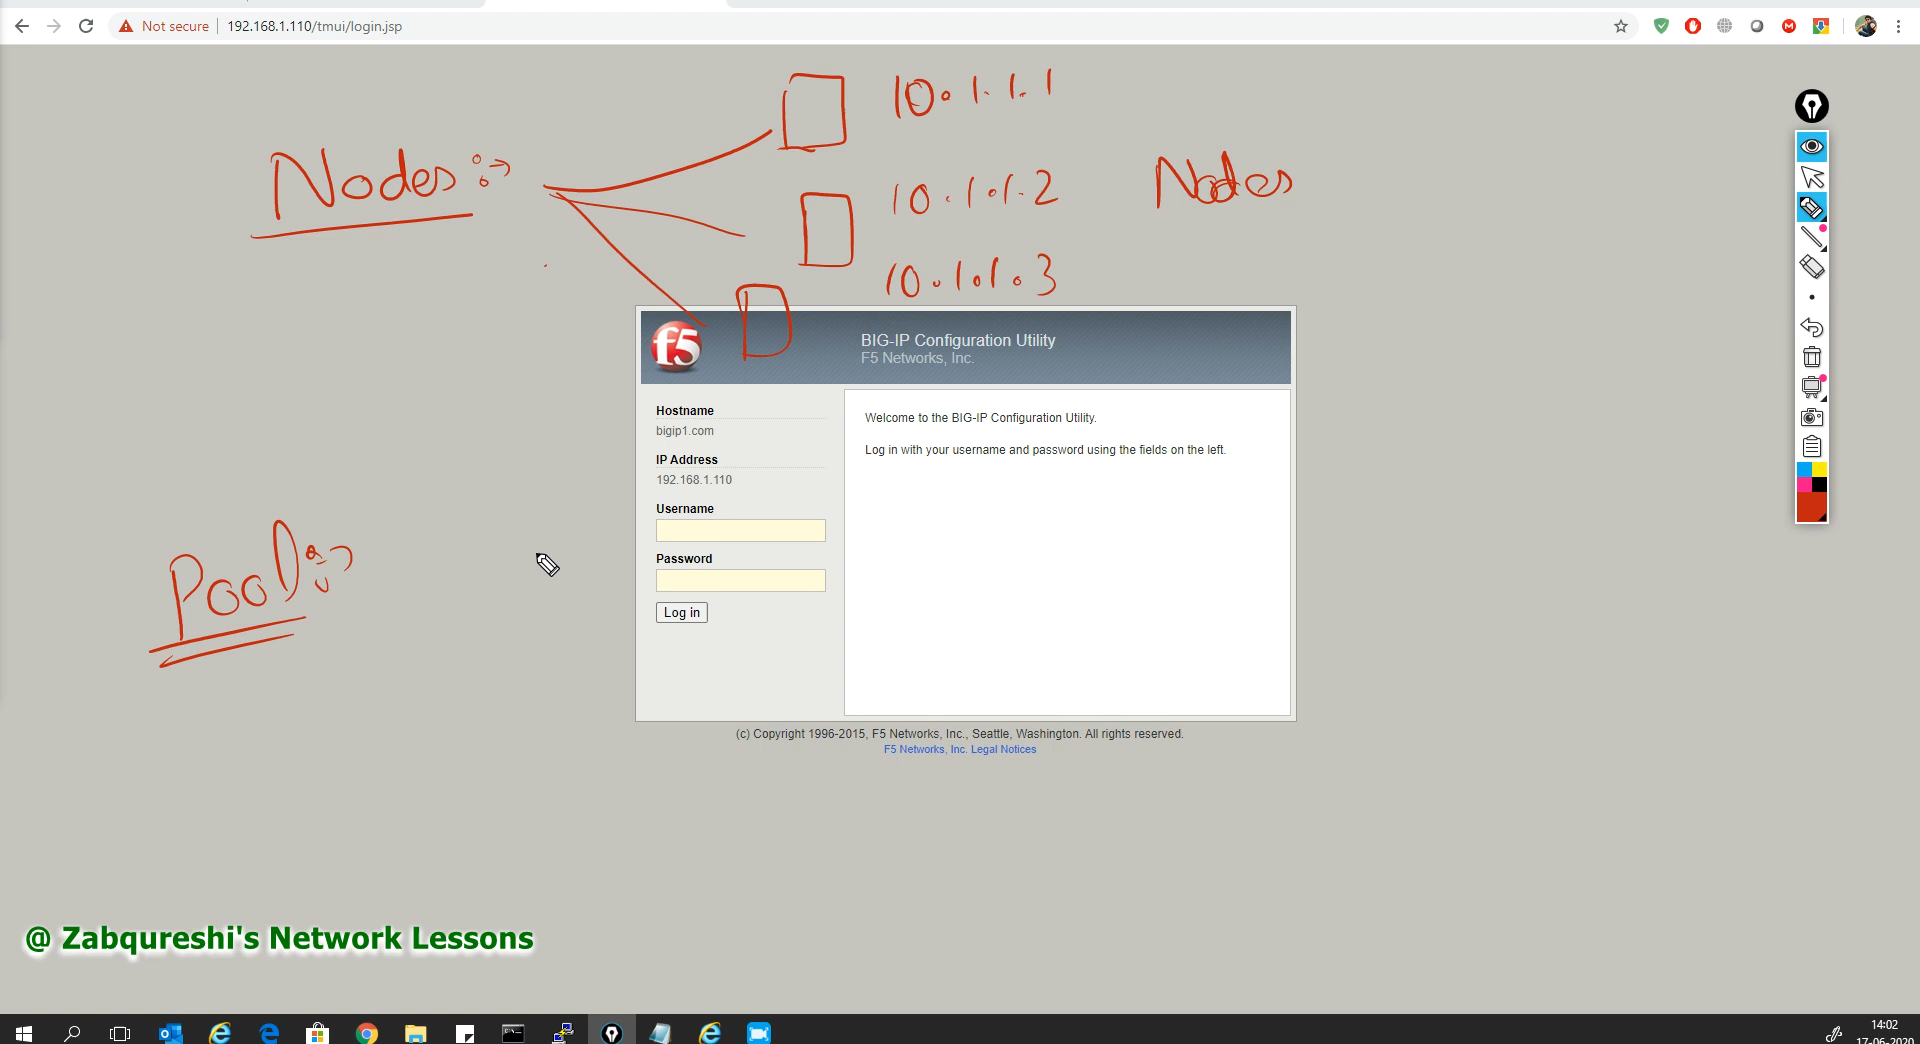 Not secure
192.168.1.110/tmui/login.jsp
10.1.1.1
Nodes:→
10.1.1.2
Nodes
10.1.1.3
f5
BIG-IP Configuration Utility
F5 Networks, Inc.
Hostname
bigip1.com
IP Address
192.168.1.110
Username
Password
Log in
Welcome to the BIG-IP Configuration Utility.
Log in with your username and password using the fields on the left.
Pool:→
(c) Copyright 1996-2015, F5 Networks, Inc., Seattle, Washington. All rights reserved.
F5 Networks, Inc. Legal Notices
@ Zabqureshi's Network Lessons
14:02
17-06-2020